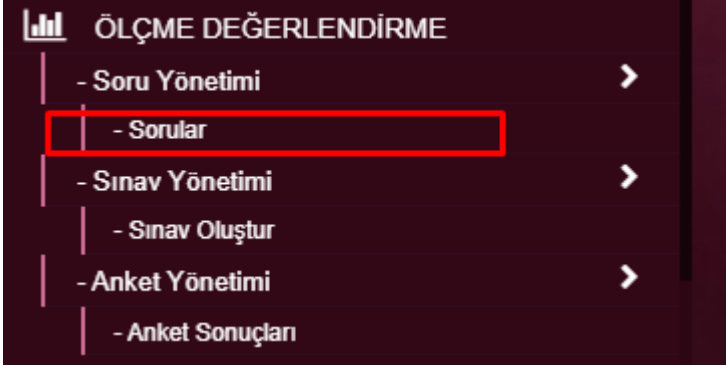 ÖLÇME DEĞERLENDİRME
- Soru Yönetimi
- Sorular
- Sınav Yönetimi
- Sınav Oluştur
- Anket Yönetimi
- Anket Sonuçları